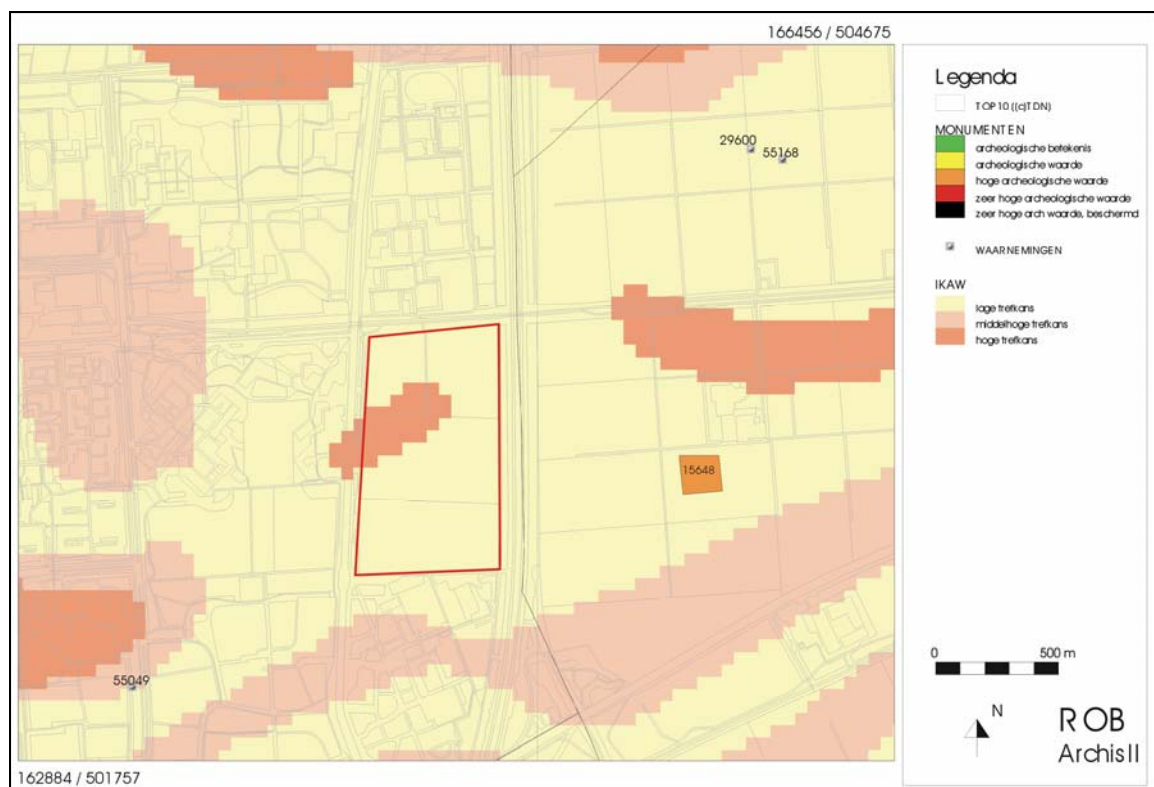 166456 / 504675
29600
55168
15648
55049
162884 / 501757
Legenda
TOP10 ((c)TDN)
MONUMENTEN
archeologische betekenis
archeologische waarde
hoge archeologische waarde
zeer hoge archeologische waarde
zeer hoge arch waarde, beschermd
WAARNEMINGEN
IKAW
lage trefkans
middelhoge trefkans
hoge trefkans
0 500 m
N
ROB
ArchisII